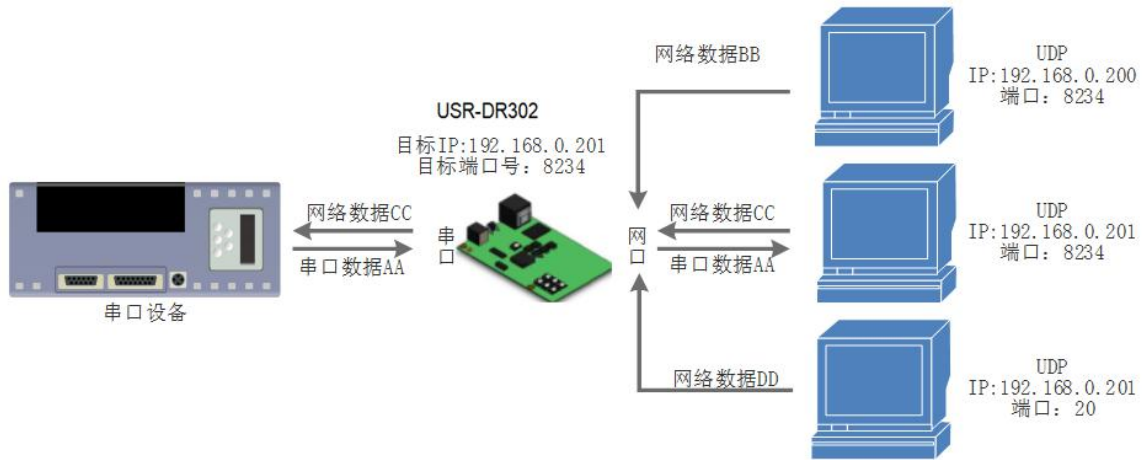 网络数据BB
UDP
IP:192.168.0.200
端口：8234
USR-DR302
目标IP:192.168.0.201
目标端口号：8234
网络数据CC
串口数据AA
串口
网口
网络数据CC
串口数据AA
UDP
IP:192.168.0.201
端口：8234
串口设备
网络数据DD
UDP
IP:192.168.0.201
端口：20